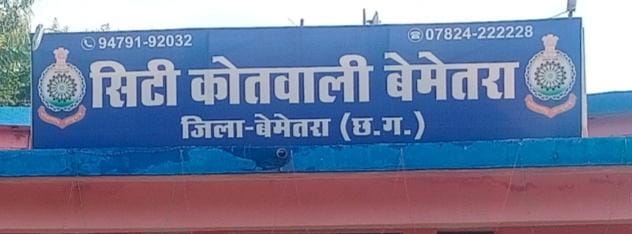 94791-92032 07824-222228
सिटी कोतवाली बेमेतरा
जिला-बेमेतरा (छ.ग.)